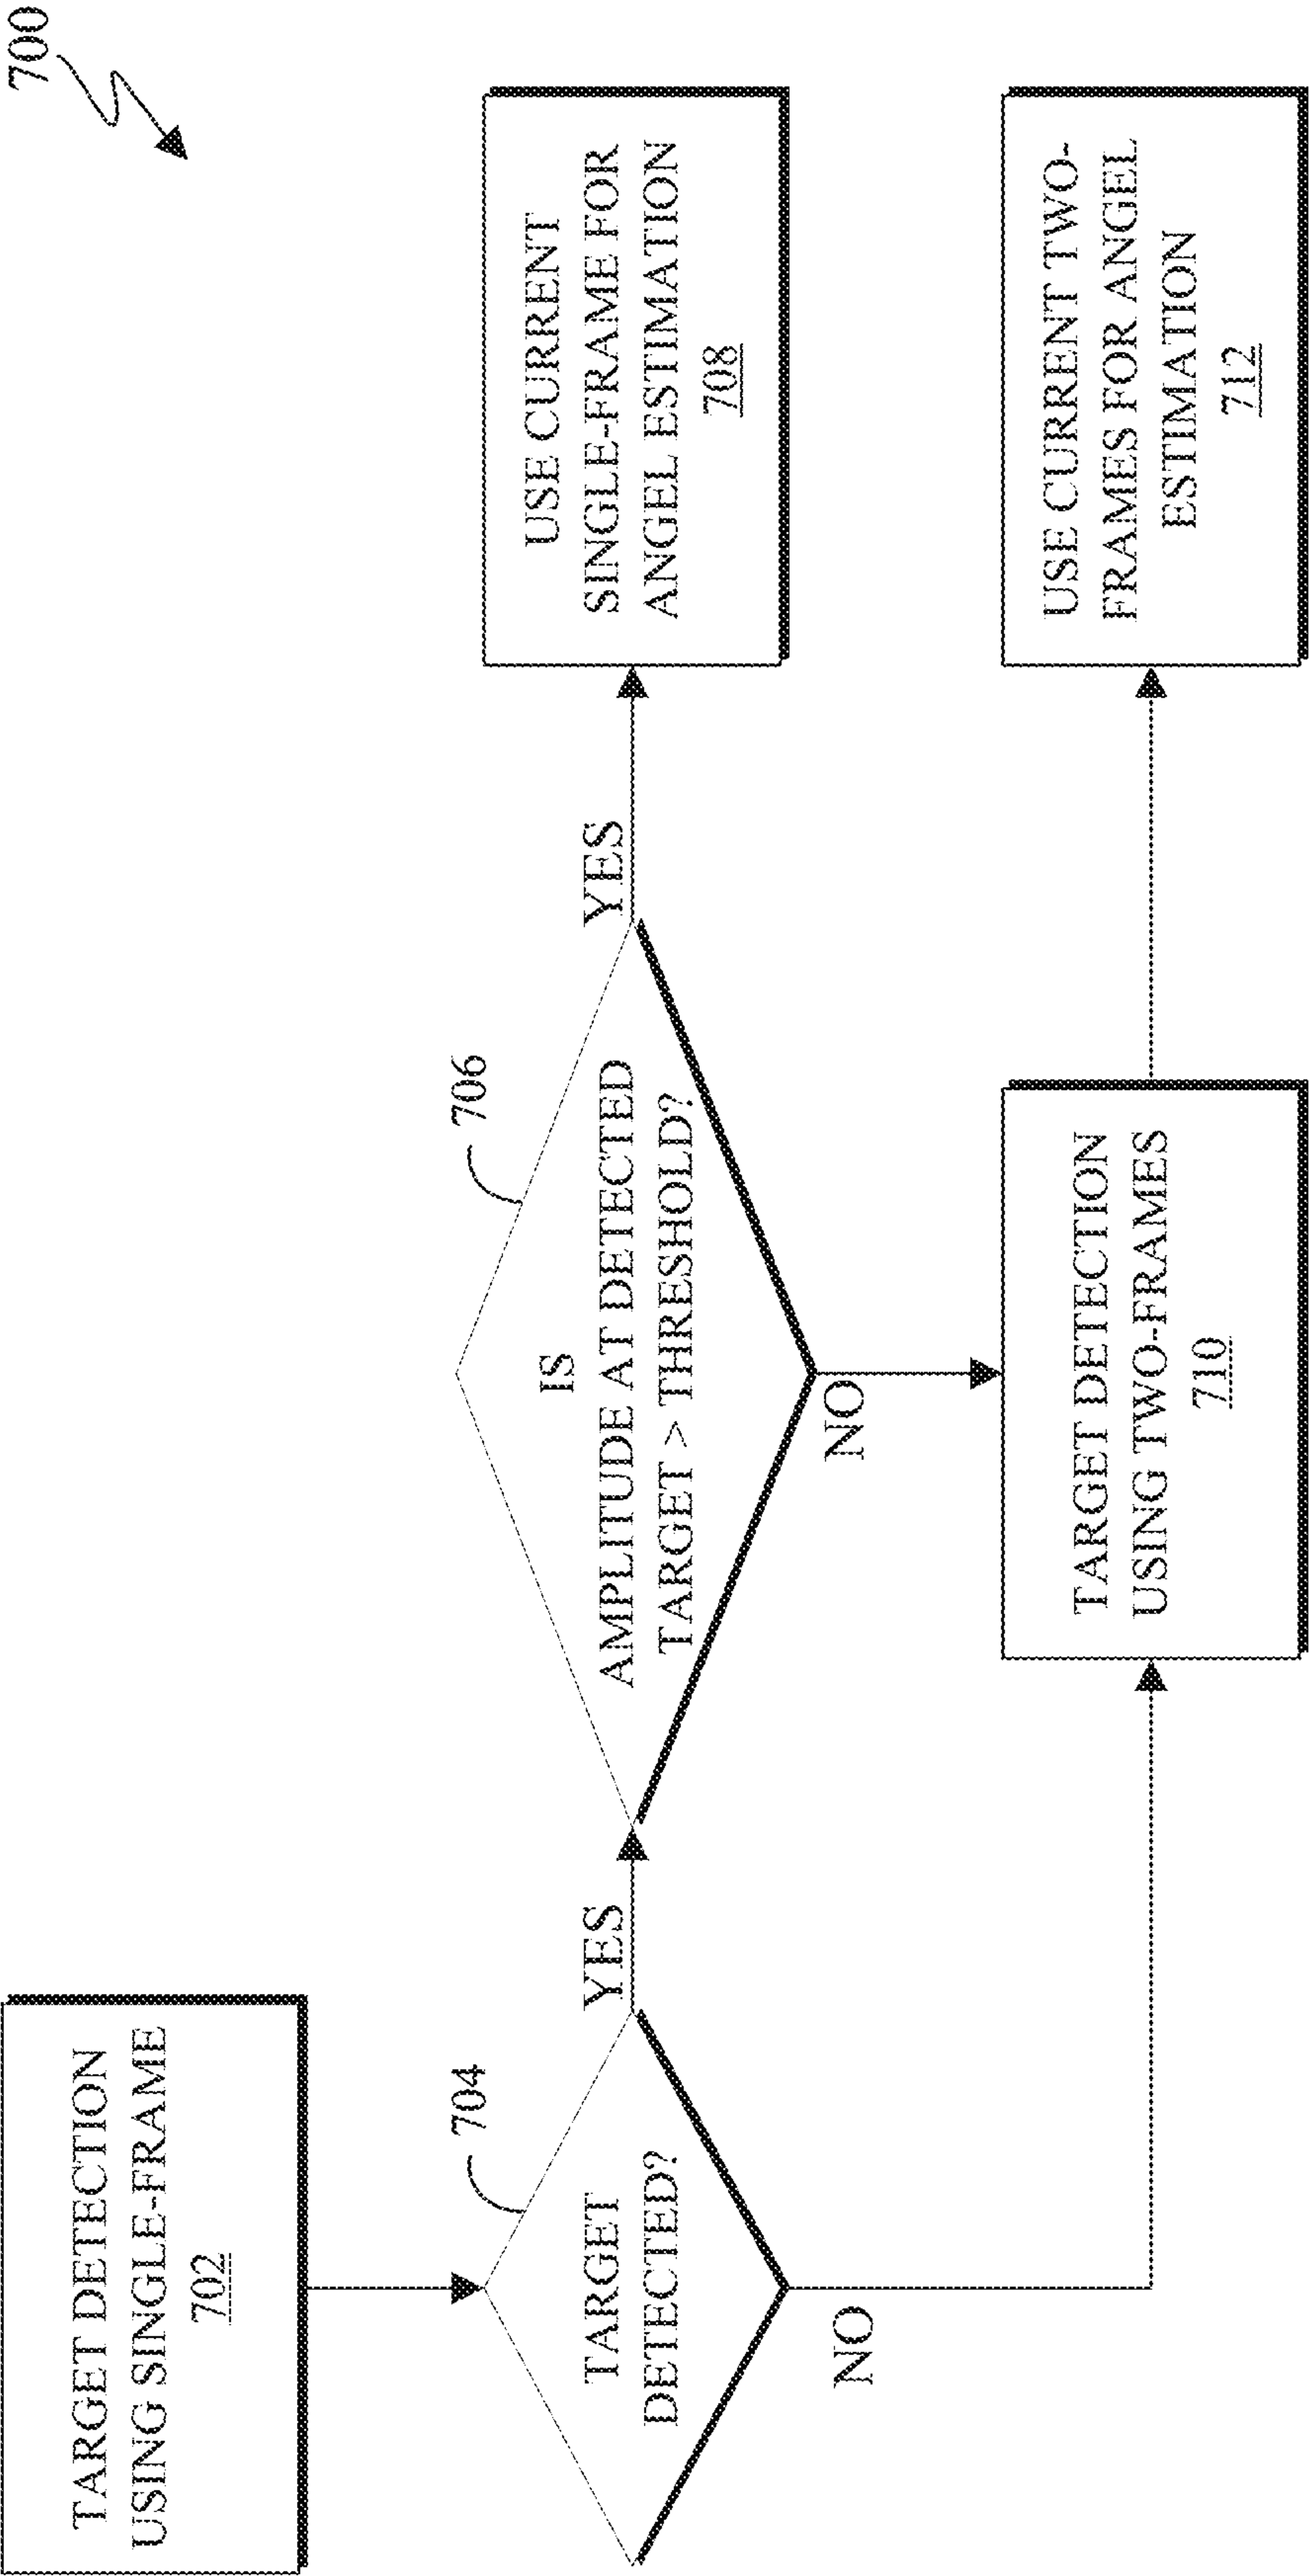 700
TARGET DETECTION
USING SINGLE-FRAME
702
704
TARGET
DETECTED?
YES
NO
706
IS
AMPLITUDE AT DETECTED
TARGET > THRESHOLD?
YES
NO
USE CURRENT
SINGLE-FRAME FOR
ANGEL ESTIMATION
708
TARGET DETECTION
USING TWO-FRAMES
710
USE CURRENT TWO-
FRAMES FOR ANGEL
ESTIMATION
712